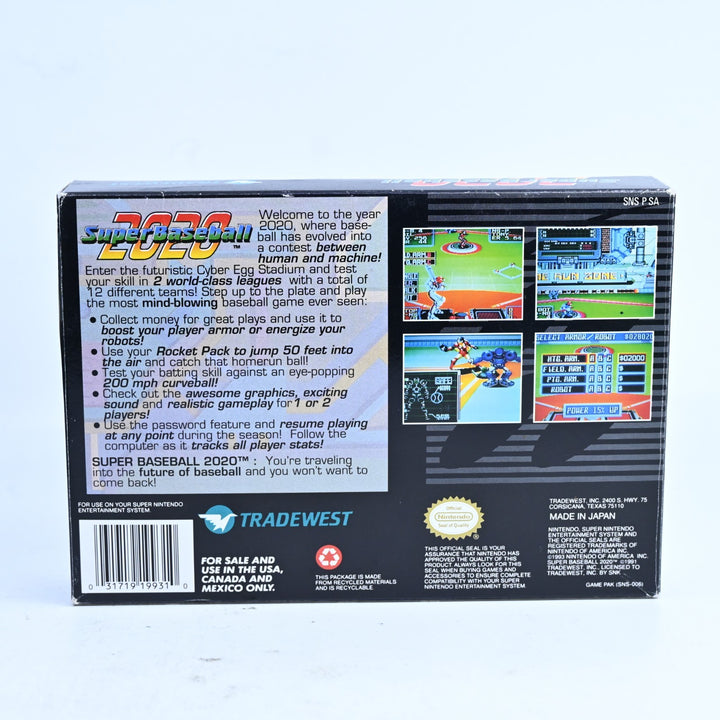 SNS P SA
Super Baseball
2020™
Welcome to the year
2020, where base-
ball has evolved into
a contest between
human and machine!
Enter the futuristic Cyber Egg Stadium and test
your skill in 2 world-class leagues with a total of
12 different teams! Step up to the plate and play
the most mind-blowing baseball game ever seen:
• Collect money for great plays and use it to
boost your player armor or energize your
robots!
• Use your Rocket Pack to jump 50 feet into
the air and catch that homerun ball!
• Test your batting skill against an eye-popping
200 mph curveball!
• Check out the awesome graphics, exciting
sound and realistic gameplay for 1 or 2
players!
• Use the password feature and resume playing
at any point during the season! Follow the
computer as it tracks all player stats!
SUPER BASEBALL 2020™ : You're traveling
into the future of baseball and you won't want to
come back!
SELECT ARMOR/ROBOT $02802
HTG. ARM. A B C $02000
FIELD. ARM. A B C $
PTG. ARM. A B C $
ROBOT A B C $
POWER 15% UP
FOR USE ON YOUR SUPER NINTENDO
ENTERTAINMENT SYSTEM.
TRADEWEST
0 31719 19931 0
FOR SALE AND
USE IN THE USA,
CANADA AND
MEXICO ONLY.
THIS PACKAGE IS MADE
FROM RECYCLED MATERIALS
AND IS RECYCLABLE.
Official
Nintendo
Seal of Quality
THIS OFFICIAL SEAL IS YOUR
ASSURANCE THAT NINTENDO HAS
APPROVED THE QUALITY OF THIS
PRODUCT. ALWAYS LOOK FOR THIS
SEAL WHEN BUYING GAMES AND
ACCESSORIES TO ENSURE COMPLETE
COMPATIBILITY WITH YOUR SUPER
NINTENDO ENTERTAINMENT SYSTEM.
TRADEWEST, INC. 2400 S. HWY. 75
CORSICANA, TEXAS 75110
MADE IN JAPAN
NINTENDO, SUPER NINTENDO
ENTERTAINMENT SYSTEM AND
THE OFFICIAL SEALS ARE
REGISTERED TRADEMARKS OF
NINTENDO OF AMERICA INC.
©1993 NINTENDO OF AMERICA INC.
SUPER BASEBALL 2020™ ©1991
TRADEWEST, INC., LICENSED TO
TRADEWEST, INC. BY SNK
GAME PAK (SNS-006)